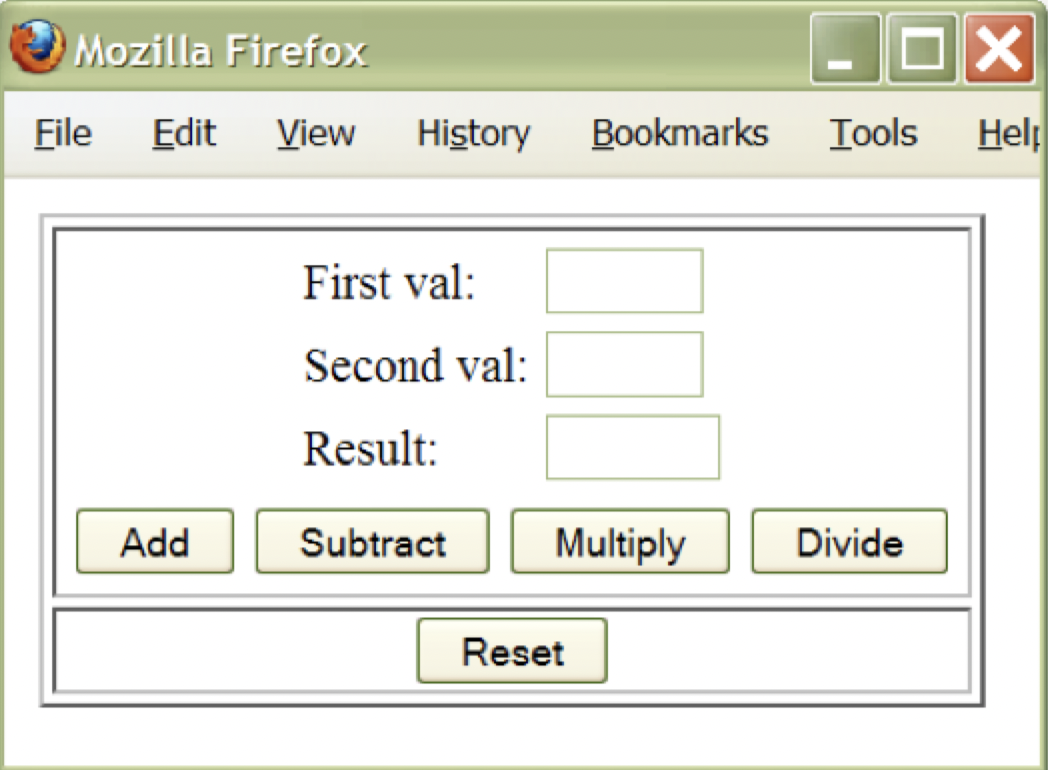 Mozilla Firefox
File Edit View History Bookmarks Tools Help
First val:
Second val:
Result:
Add Subtract Multiply Divide
Reset